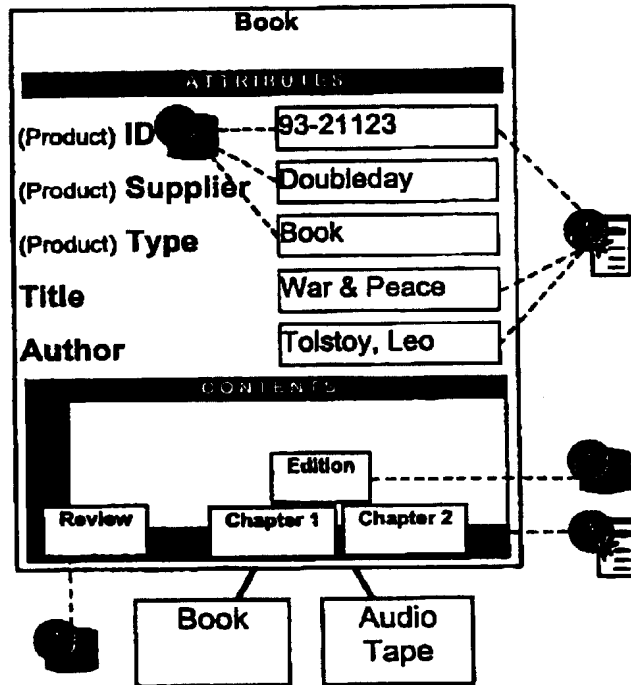 Book
ATTRIBUTES
(Product) ID 93-21123
(Product) Supplier Doubleday
(Product) Type Book
Title War & Peace
Author Tolstoy, Leo
CONTENTS
Edition
Review Chapter 1 Chapter 2
Book Audio
Tape